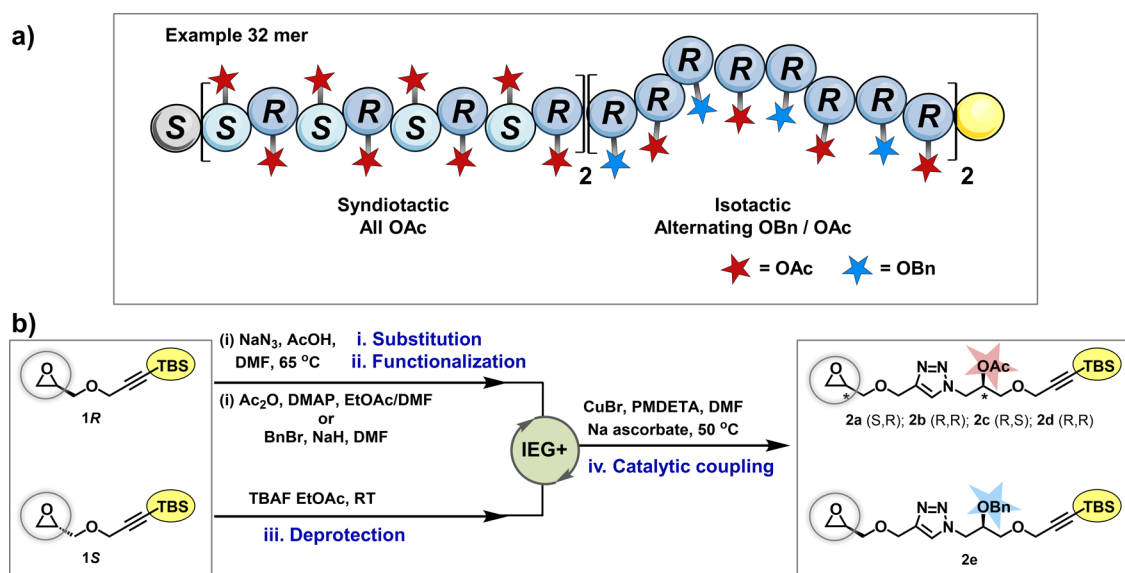 a)
Example 32 mer
S [ S R S R S R S R ]2 [ R R R R R R R R ]2
Syndiotactic
All OAc
Isotactic
Alternating OBn / OAc
= OAc = OBn
b)
O O TBS
1R
(i) NaN3, AcOH,
DMF, 65 °C
i. Substitution
ii. Functionalization
(i) Ac2O, DMAP, EtOAc/DMF
or
BnBr, NaH, DMF
O O TBS
1S
TBAF EtOAc, RT
iii. Deprotection
IEG+
CuBr, PMDETA, DMF
Na ascorbate, 50 °C
iv. Catalytic coupling
O * O N=N N OAc * O TBS
2a (S,R); 2b (R,R); 2c (R,S); 2d (R,R)
O O N=N N OBn O TBS
2e